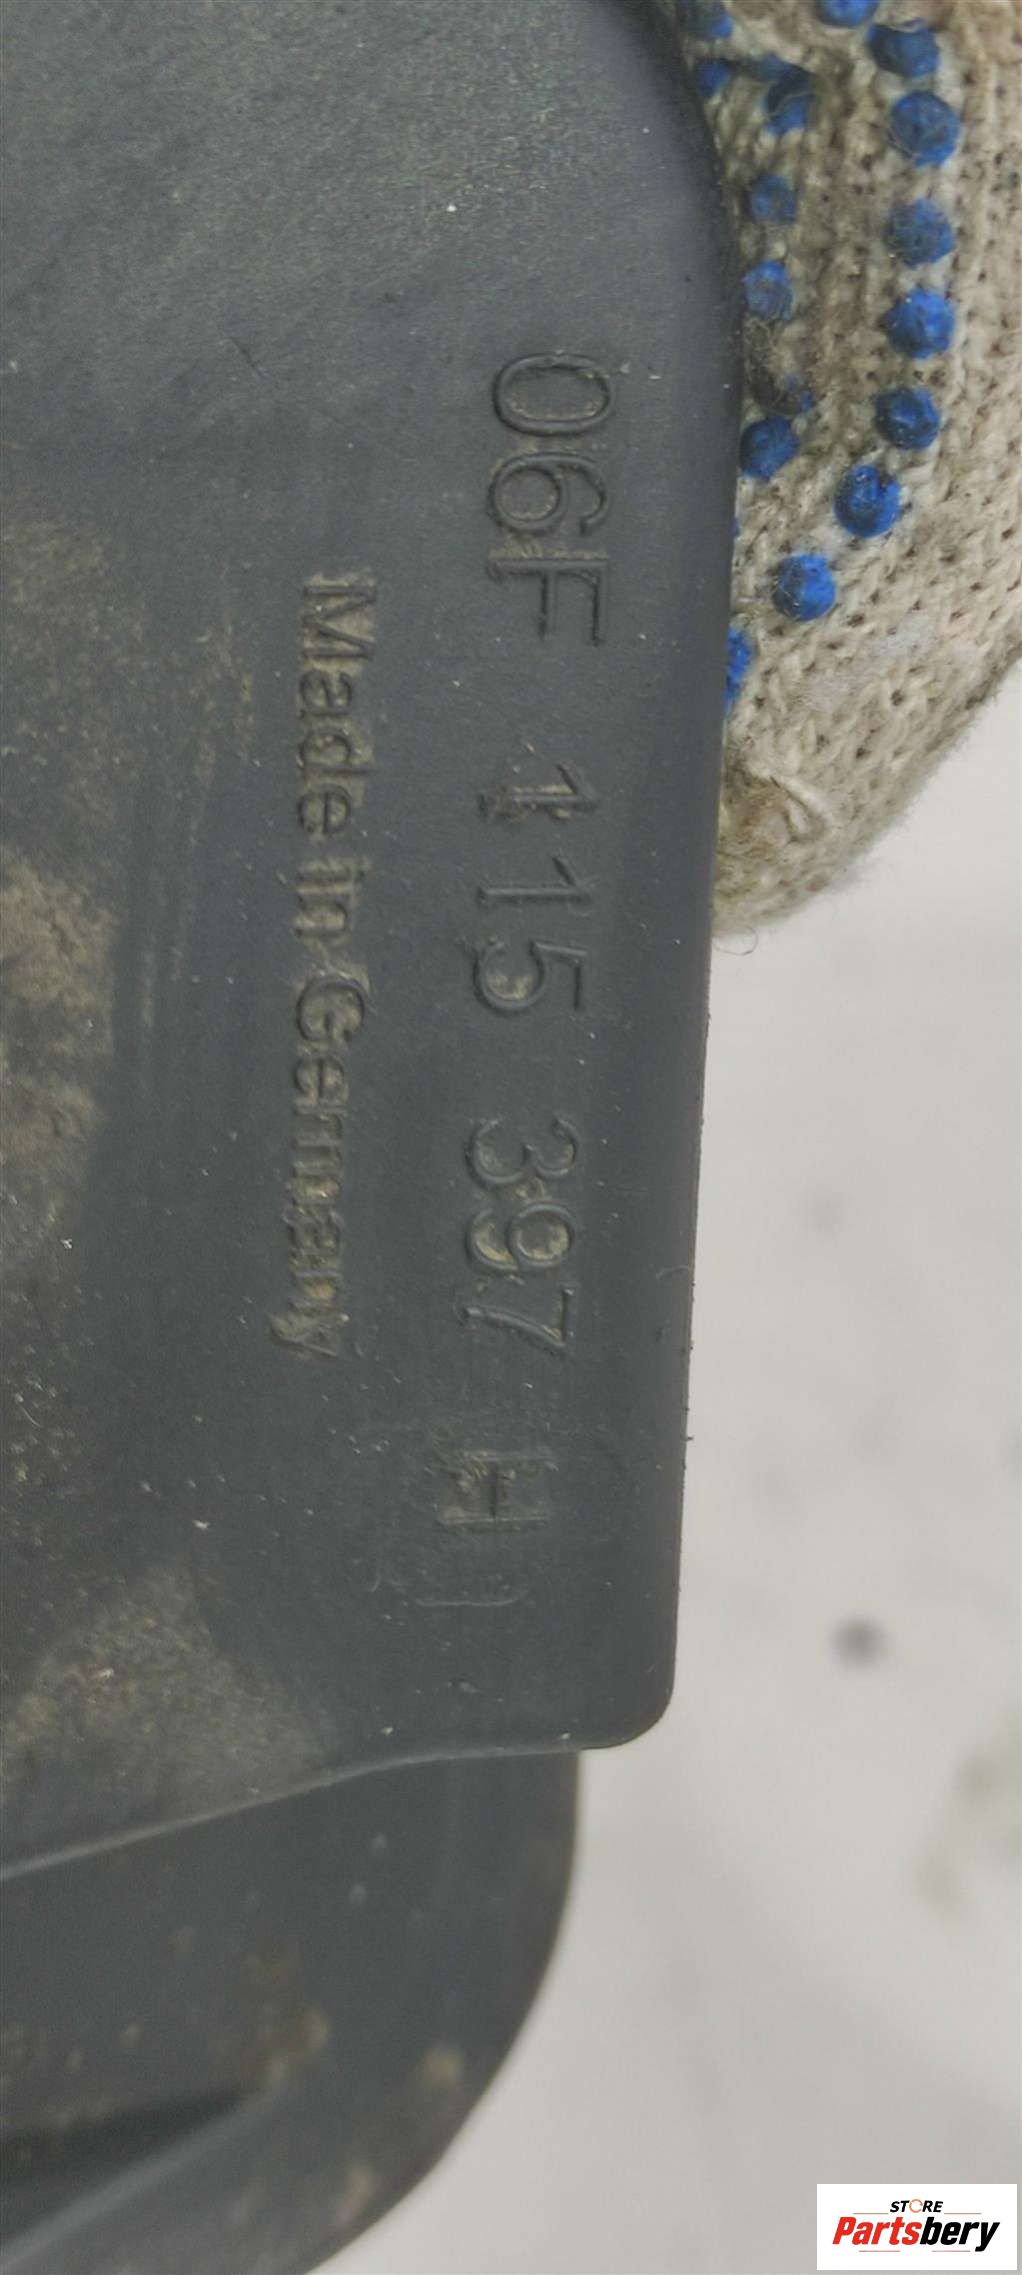 06F 115 397 H
Made in Germany
STORE
Partsbery